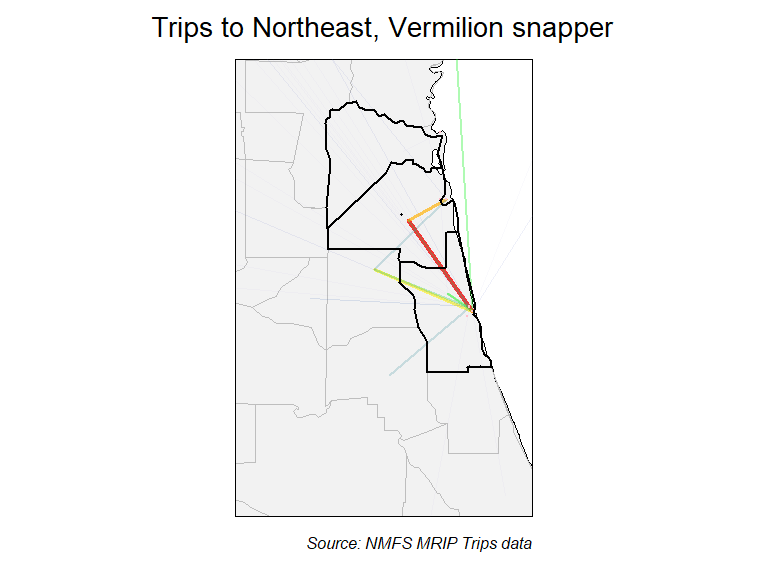 Trips to Northeast, Vermilion snapper
Source: NMFS MRIP Trips data